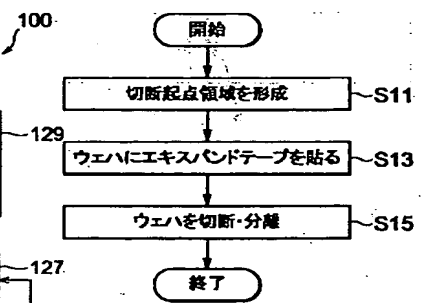 100
開始
切断起点領域を形成
S11
129
ウェハにエキスパンドテープを貼る
S13
ウェハを切断・分離
S15
127
終了